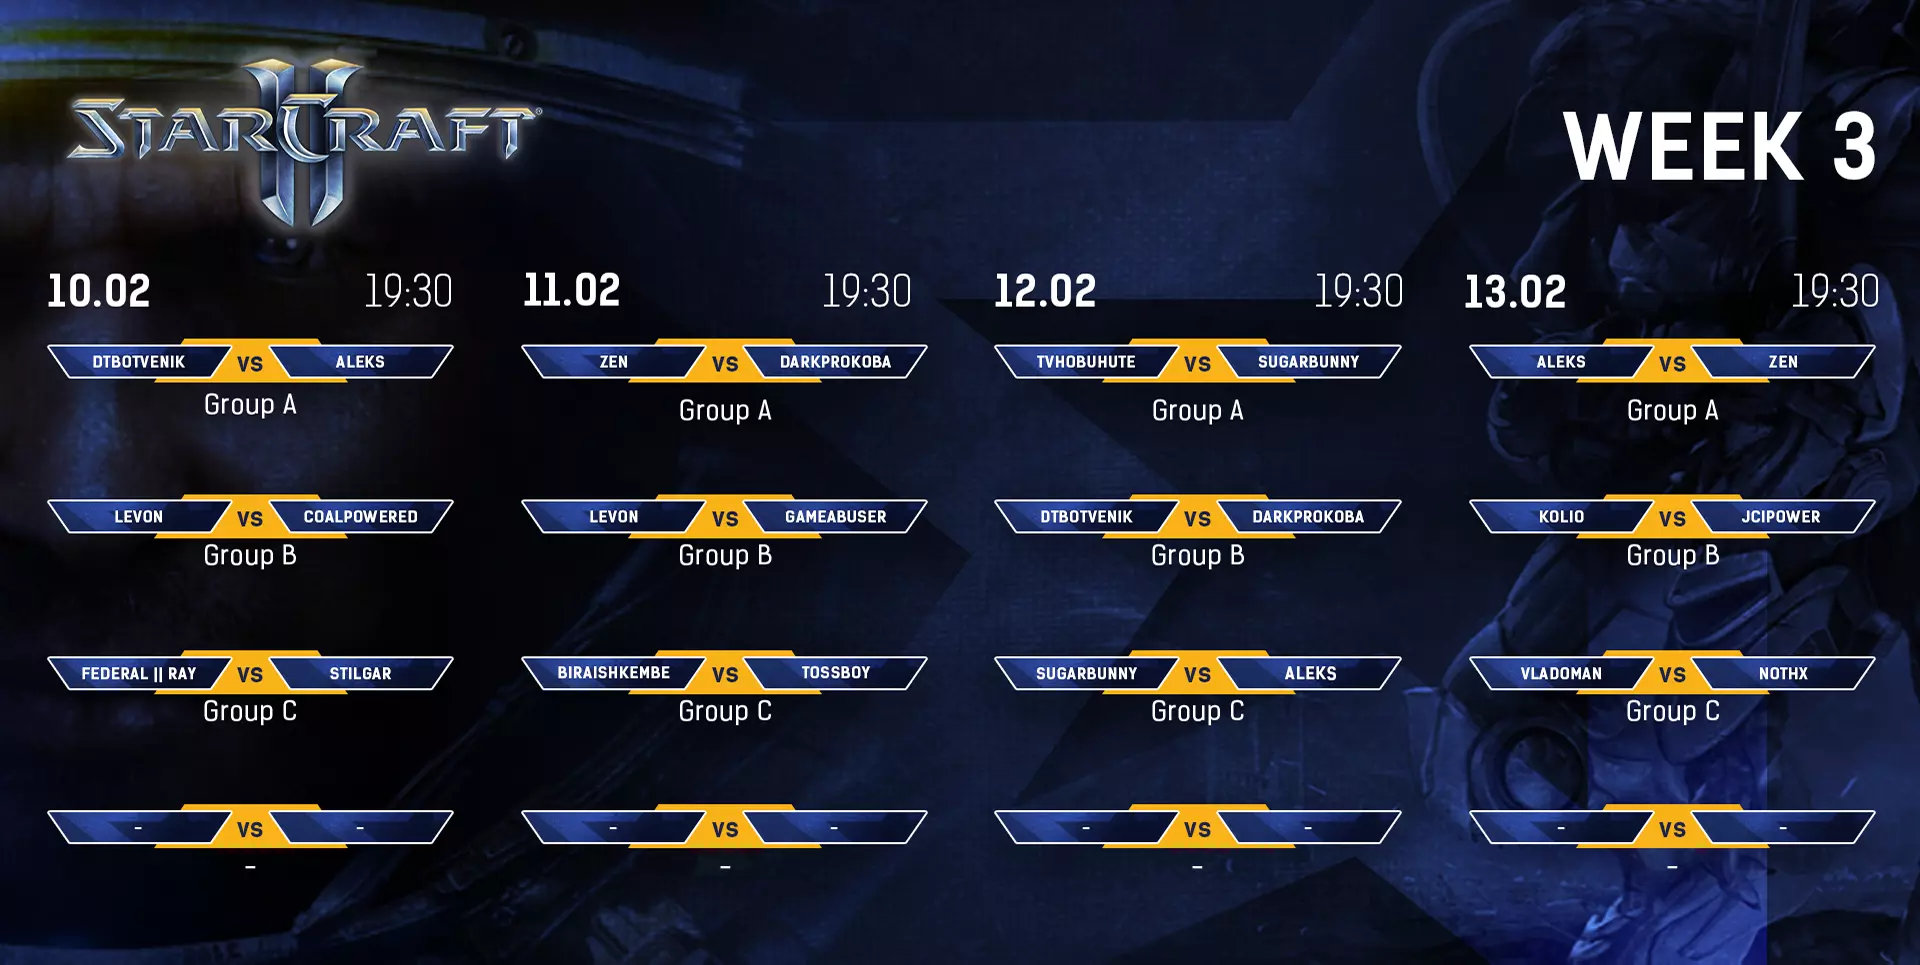 STARCRAFT II
WEEK 3
10.02 19:30
DTBOTVENIK VS ALEKS
Group A
LEVON VS COALPOWERED
Group B
FEDERAL || RAY VS STILGAR
Group C
- VS -
-
11.02 19:30
ZEN VS DARKPROKOBA
Group A
LEVON VS GAMEABUSER
Group B
BIRAISHKEMBE VS TOSSBOY
Group C
- VS -
-
12.02 19:30
TVHOBUHUTE VS SUGARBUNNY
Group A
DTBOTVENIK VS DARKPROKOBA
Group B
SUGARBUNNY VS ALEKS
Group C
- VS -
-
13.02 19:30
ALEKS VS ZEN
Group A
KOLIO VS JCIPOWER
Group B
VLADOMAN VS NOTHX
Group C
- VS -
-